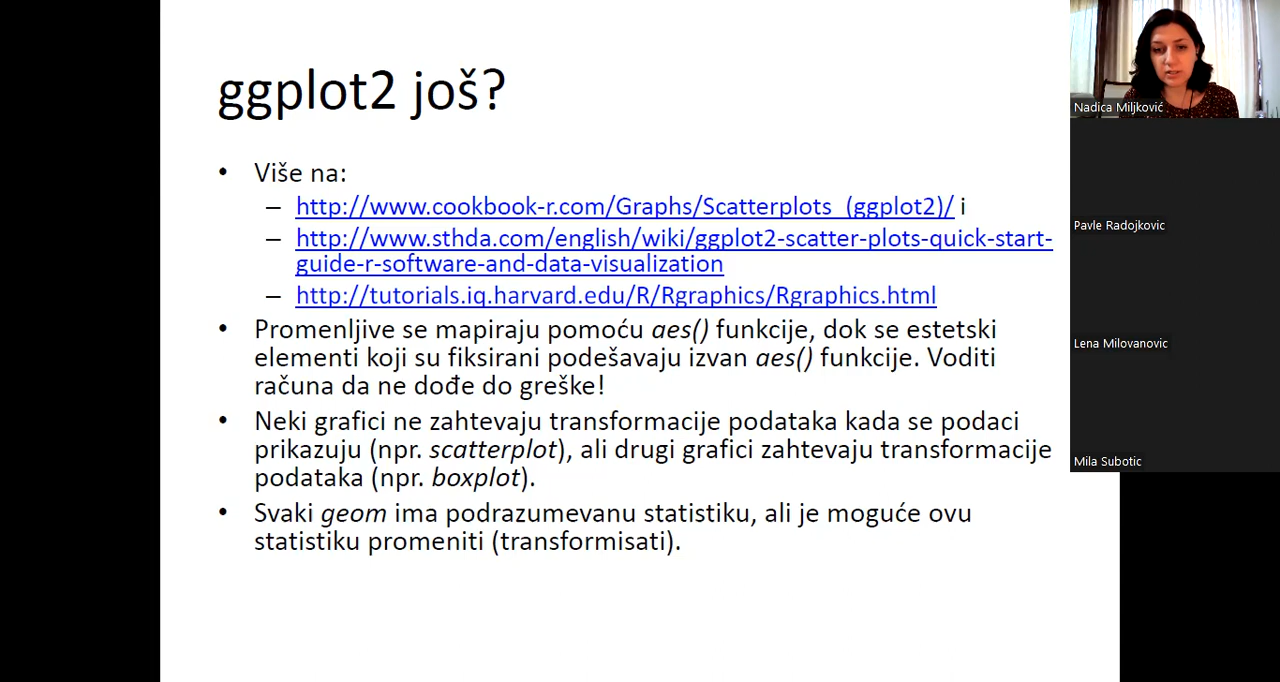 ggplot2 još?
• Više na:
– http://www.cookbook-r.com/Graphs/Scatterplots_(ggplot2)/ i
– http://www.sthda.com/english/wiki/ggplot2-scatter-plots-quick-start-
guide-r-software-and-data-visualization
– http://tutorials.iq.harvard.edu/R/Rgraphics/Rgraphics.html
• Promenljive se mapiraju pomoću aes() funkcije, dok se estetski
elementi koji su fiksirani podešavaju izvan aes() funkcije. Voditi
računa da ne dođe do greške!
• Neki grafici ne zahtevaju transformacije podataka kada se podaci
prikazuju (npr. scatterplot), ali drugi grafici zahtevaju transformacije
podataka (npr. boxplot).
• Svaki geom ima podrazumevanu statistiku, ali je moguće ovu
statistiku promeniti (transformisati).
Nadica Miljković
Pavle Radojkovic
Lena Milovanovic
Mila Subotic